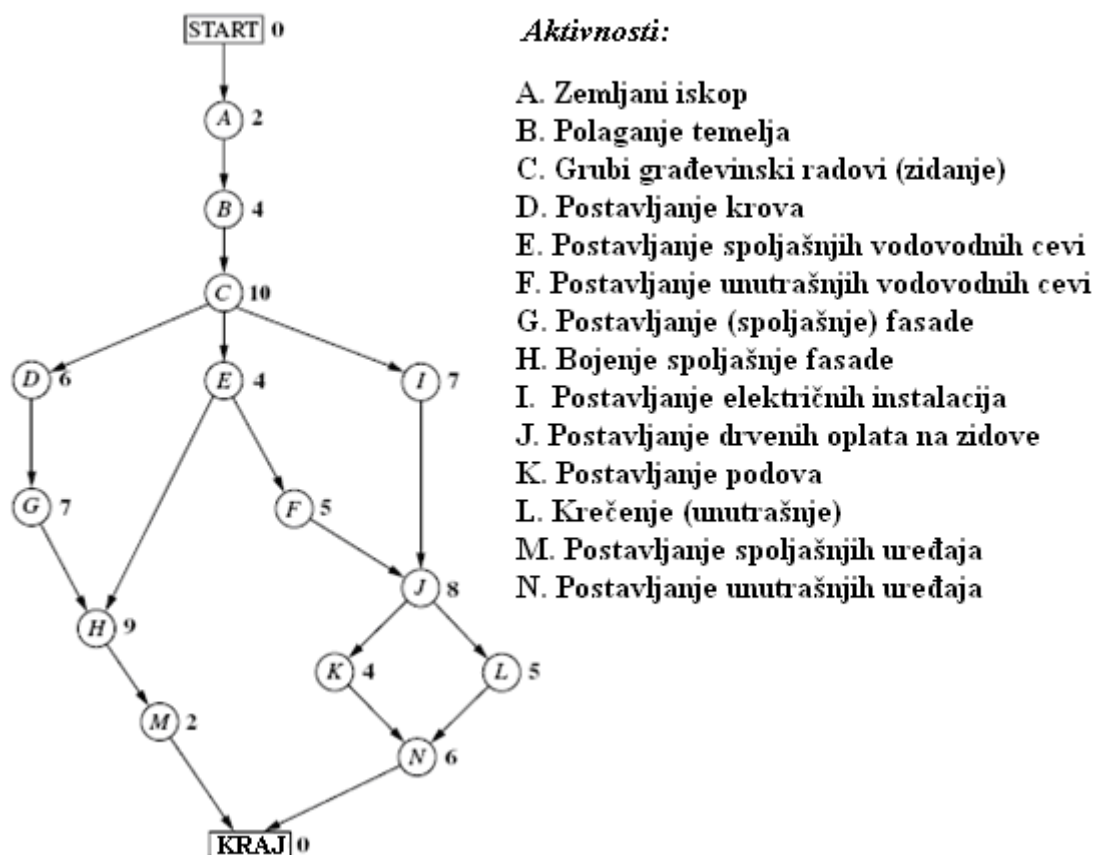 START 0
A 2
B 4
C 10
D 6
E 4
I 7
G 7
F 5
J 8
H 9
K 4
L 5
M 2
N 6
KRAJ 0
Aktivnosti:
A. Zemljani iskop
B. Polaganje temelja
C. Grubi građevinski radovi (zidanje)
D. Postavljanje krova
E. Postavljanje spoljašnjih vodovodnih cevi
F. Postavljanje unutrašnjih vodovodnih cevi
G. Postavljanje (spoljašnje) fasade
H. Bojenje spoljašnje fasade
I. Postavljanje električnih instalacija
J. Postavljanje drvenih oplata na zidove
K. Postavljanje podova
L. Krečenje (unutrašnje)
M. Postavljanje spoljašnjih uređaja
N. Postavljanje unutrašnjih uređaja